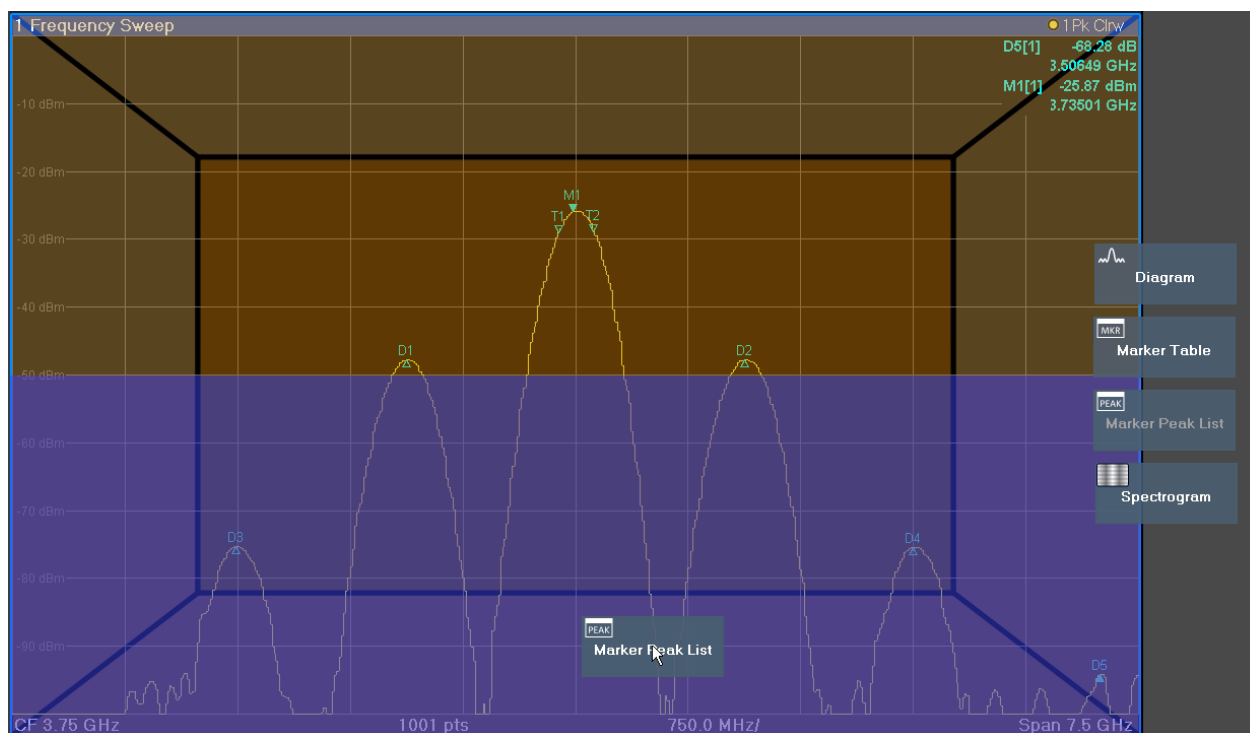 1 Frequency Sweep
1Pk Clrw
D5[1] -68.28 dB
3.50649 GHz
M1[1] -25.87 dBm
3.73501 GHz
-10 dBm
-20 dBm
M1
T1 T2
-30 dBm
Diagram
-40 dBm
MKR
Marker Table
D1 D2
-50 dBm
PEAK
Marker Peak List
-60 dBm
Spectrogram
-70 dBm
D3 D4
-80 dBm
PEAK
Marker Peak List
-90 dBm
D5
CF 3.75 GHz 1001 pts 750.0 MHz/ Span 7.5 GHz